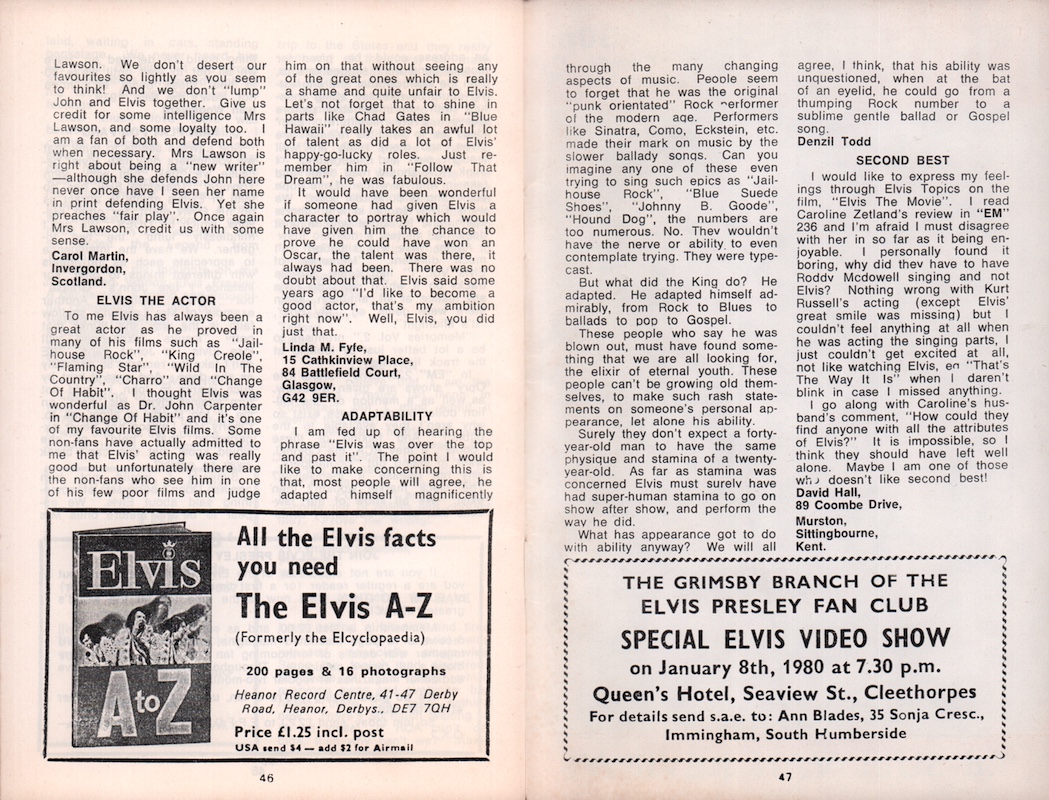 Lawson. We don't desert our
favourites so lightly as you seem
to think! And we don't "lump"
John and Elvis together. Give us
credit for some intelligence Mrs
Lawson, and some loyalty too. I
am a fan of both and defend both
when necessary. Mrs Lawson is
right about being a "new writer"
—although she defends John here
never once have I seen her name
in print defending Elvis. Yet she
preaches "fair play". Once again
Mrs Lawson, credit us with some
sense.
Carol Martin,
Invergordon,
Scotland.
ELVIS THE ACTOR
To me Elvis has always been a
great actor as he proved in
many of his films such as "Jail-
house Rock", "King Creole",
"Flaming Star", "Wild In The
Country", "Charro" and "Change
Of Habit". I thought Elvis was
wonderful as Dr. John Carpenter
in "Change Of Habit" and it's one
of my favourite Elvis films. Some
non-fans have actually admitted to
me that Elvis' acting was really
good but unfortunately there are
the non-fans who see him in one
of his few poor films and judge
him on that without seeing any
of the great ones which is really
a shame and quite unfair to Elvis.
Let's not forget that to shine in
parts like Chad Gates in "Blue
Hawaii" really takes an awful lot
of talent as did a lot of Elvis'
happy-go-lucky roles. Just re-
member him in "Follow That
Dream", he was fabulous.
It would have been wonderful
if someone had given Elvis a
character to portray which would
have given him the chance to
prove he could have won an
Oscar, the talent was there, it
always had been. There was no
doubt about that. Elvis said some
years ago "I'd like to become a
good actor, that's my ambition
right now". Well, Elvis, you did
just that.
Linda M. Fyfe,
15 Cathkinview Place,
84 Battlefield Court,
Glasgow,
G42 9ER.
ADAPTABILITY
I am fed up of hearing the
phrase "Elvis was over the top
and past it". The point I would
like to make concerning this is
that, most people will agree, he
adapted himself magnificently
Elvis
A to Z
All the Elvis facts
you need
The Elvis A-Z
(Formerly the Elcyclopaedia)
200 pages & 16 photographs
Heanor Record Centre, 41-47 Derby
Road, Heanor, Derbys., DE7 7QH
Price £1.25 incl. post
USA send $4 — add $2 for Airmail
46
through the many changing
aspects of music. People seem
to forget that he was the original
"punk orientated" Rock performer
of the modern age. Performers
like Sinatra, Como, Eckstein, etc.
made their mark on music by the
slower ballady songs. Can you
imagine any one of these even
trying to sing such epics as "Jail-
house Rock", "Blue Suede
Shoes", "Johnny B. Goode",
"Hound Dog", the numbers are
too numerous. No. They wouldn't
have the nerve or ability to even
contemplate trying. They were type-
cast.
But what did the King do? He
adapted. He adapted himself ad-
mirably, from Rock to Blues to
ballads to pop to Gospel.
These people who say he was
blown out, must have found some-
thing that we are all looking for,
the elixir of eternal youth. These
people can't be growing old them-
selves, to make such rash state-
ments on someone's personal ap-
pearance, let alone his ability.
Surely they don't expect a forty-
year-old man to have the same
physique and stamina of a twenty-
year-old. As far as stamina was
concerned Elvis must surely have
had super-human stamina to go on
show after show, and perform the
way he did.
What has appearance got to do
with ability anyway? We will all
agree, I think, that his ability was
unquestioned, when at the bat
of an eyelid, he could go from a
thumping Rock number to a
sublime gentle ballad or Gospel
song.
Denzil Todd
SECOND BEST
I would like to express my feel-
ings through Elvis Topics on the
film, "Elvis The Movie". I read
Caroline Zetland's review in "EM"
236 and I'm afraid I must disagree
with her in so far as it being en-
joyable. I personally found it
boring, why did they have to have
Roddy Mcdowell singing and not
Elvis? Nothing wrong with Kurt
Russell's acting (except Elvis'
great smile was missing) but I
couldn't feel anything at all when
he was acting the singing parts, I
just couldn't get excited at all,
not like watching Elvis, eg "That's
The Way It Is" when I daren't
blink in case I missed anything.
I go along with Caroline's hus-
band's comment, "How could they
find anyone with all the attributes
of Elvis?" It is impossible, so I
think they should have left well
alone. Maybe I am one of those
who doesn't like second best!
David Hall,
89 Coombe Drive,
Murston,
Sittingbourne,
Kent.
THE GRIMSBY BRANCH OF THE
ELVIS PRESLEY FAN CLUB
SPECIAL ELVIS VIDEO SHOW
on January 8th, 1980 at 7.30 p.m.
Queen's Hotel, Seaview St., Cleethorpes
For details send s.a.e. to: Ann Blades, 35 Sonja Cresc.,
Immingham, South Humberside
47